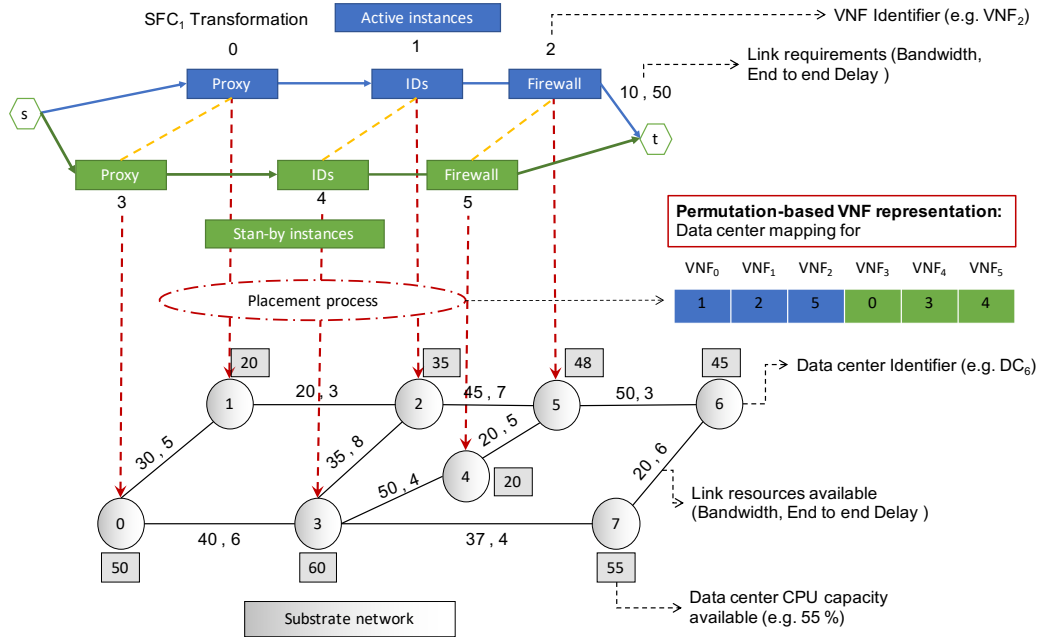 SFC₁ Transformation
Active instances
VNF Identifier (e.g. VNF₂)
0
1
2
Link requirements (Bandwidth,
End to end Delay )
Proxy
IDs
Firewall
10 , 50
s
t
Proxy
IDs
Firewall
3
4
5
Stan-by instances
Permutation-based VNF representation:
Data center mapping for
VNF₀ VNF₁ VNF₂ VNF₃ VNF₄ VNF₅
1 2 5 0 3 4
Placement process
20
35
48
45
Data center Identifier (e.g. DC₆)
1
20 , 3
2
45 , 7
5
50, 3
6
30 , 5
35 , 8
20 , 5
20 , 6
4
20
50 , 4
Link resources available
(Bandwidth, End to end Delay )
0
40 , 6
3
37 , 4
7
50
60
55
Data center CPU capacity
available (e.g. 55 %)
Substrate network